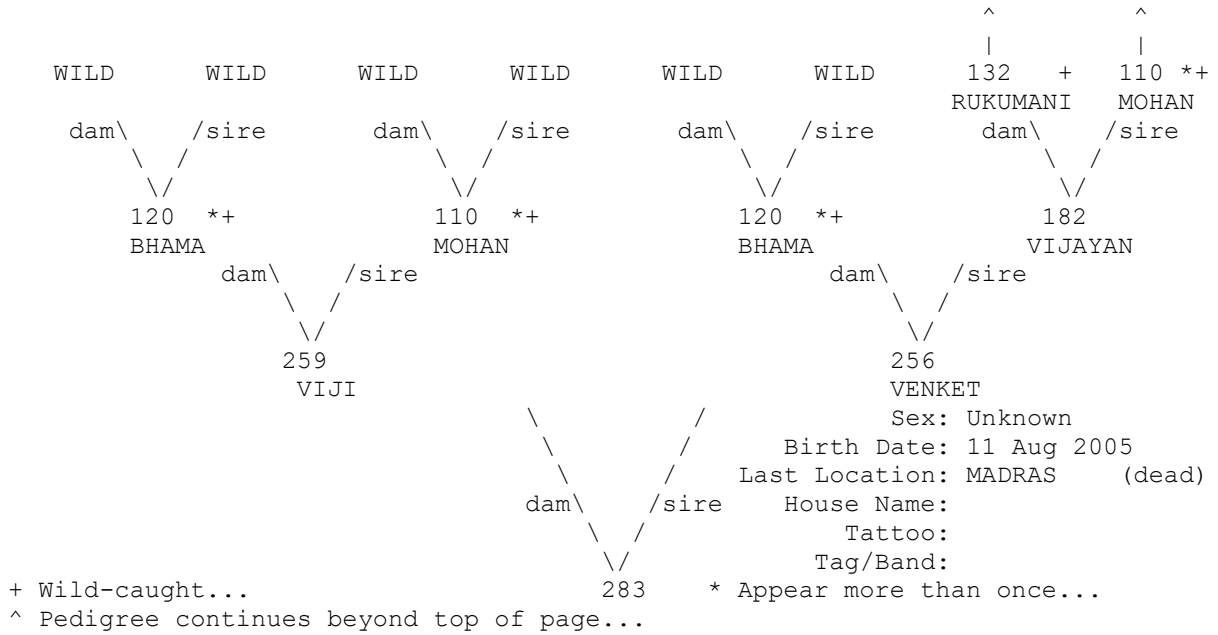 ^ ^
| |
WILD WILD WILD WILD WILD WILD 132 + 110 *+
RUKUMANI MOHAN
dam\ /sire dam\ /sire dam\ /sire dam\ /sire
\ / \ / \ / \ /
\/ \/ \/ \/
120 *+ 110 *+ 120 *+ 182
BHAMA MOHAN BHAMA VIJAYAN
dam\ /sire dam\ /sire
\ / \ /
\/ \/
259 256
VIJI VENKET
\ / Sex: Unknown
\ / Birth Date: 11 Aug 2005
\ / Last Location: MADRAS (dead)
dam\ /sire House Name:
\ / Tattoo:
\/ Tag/Band:
+ Wild-caught... 283 * Appear more than once...
^ Pedigree continues beyond top of page...